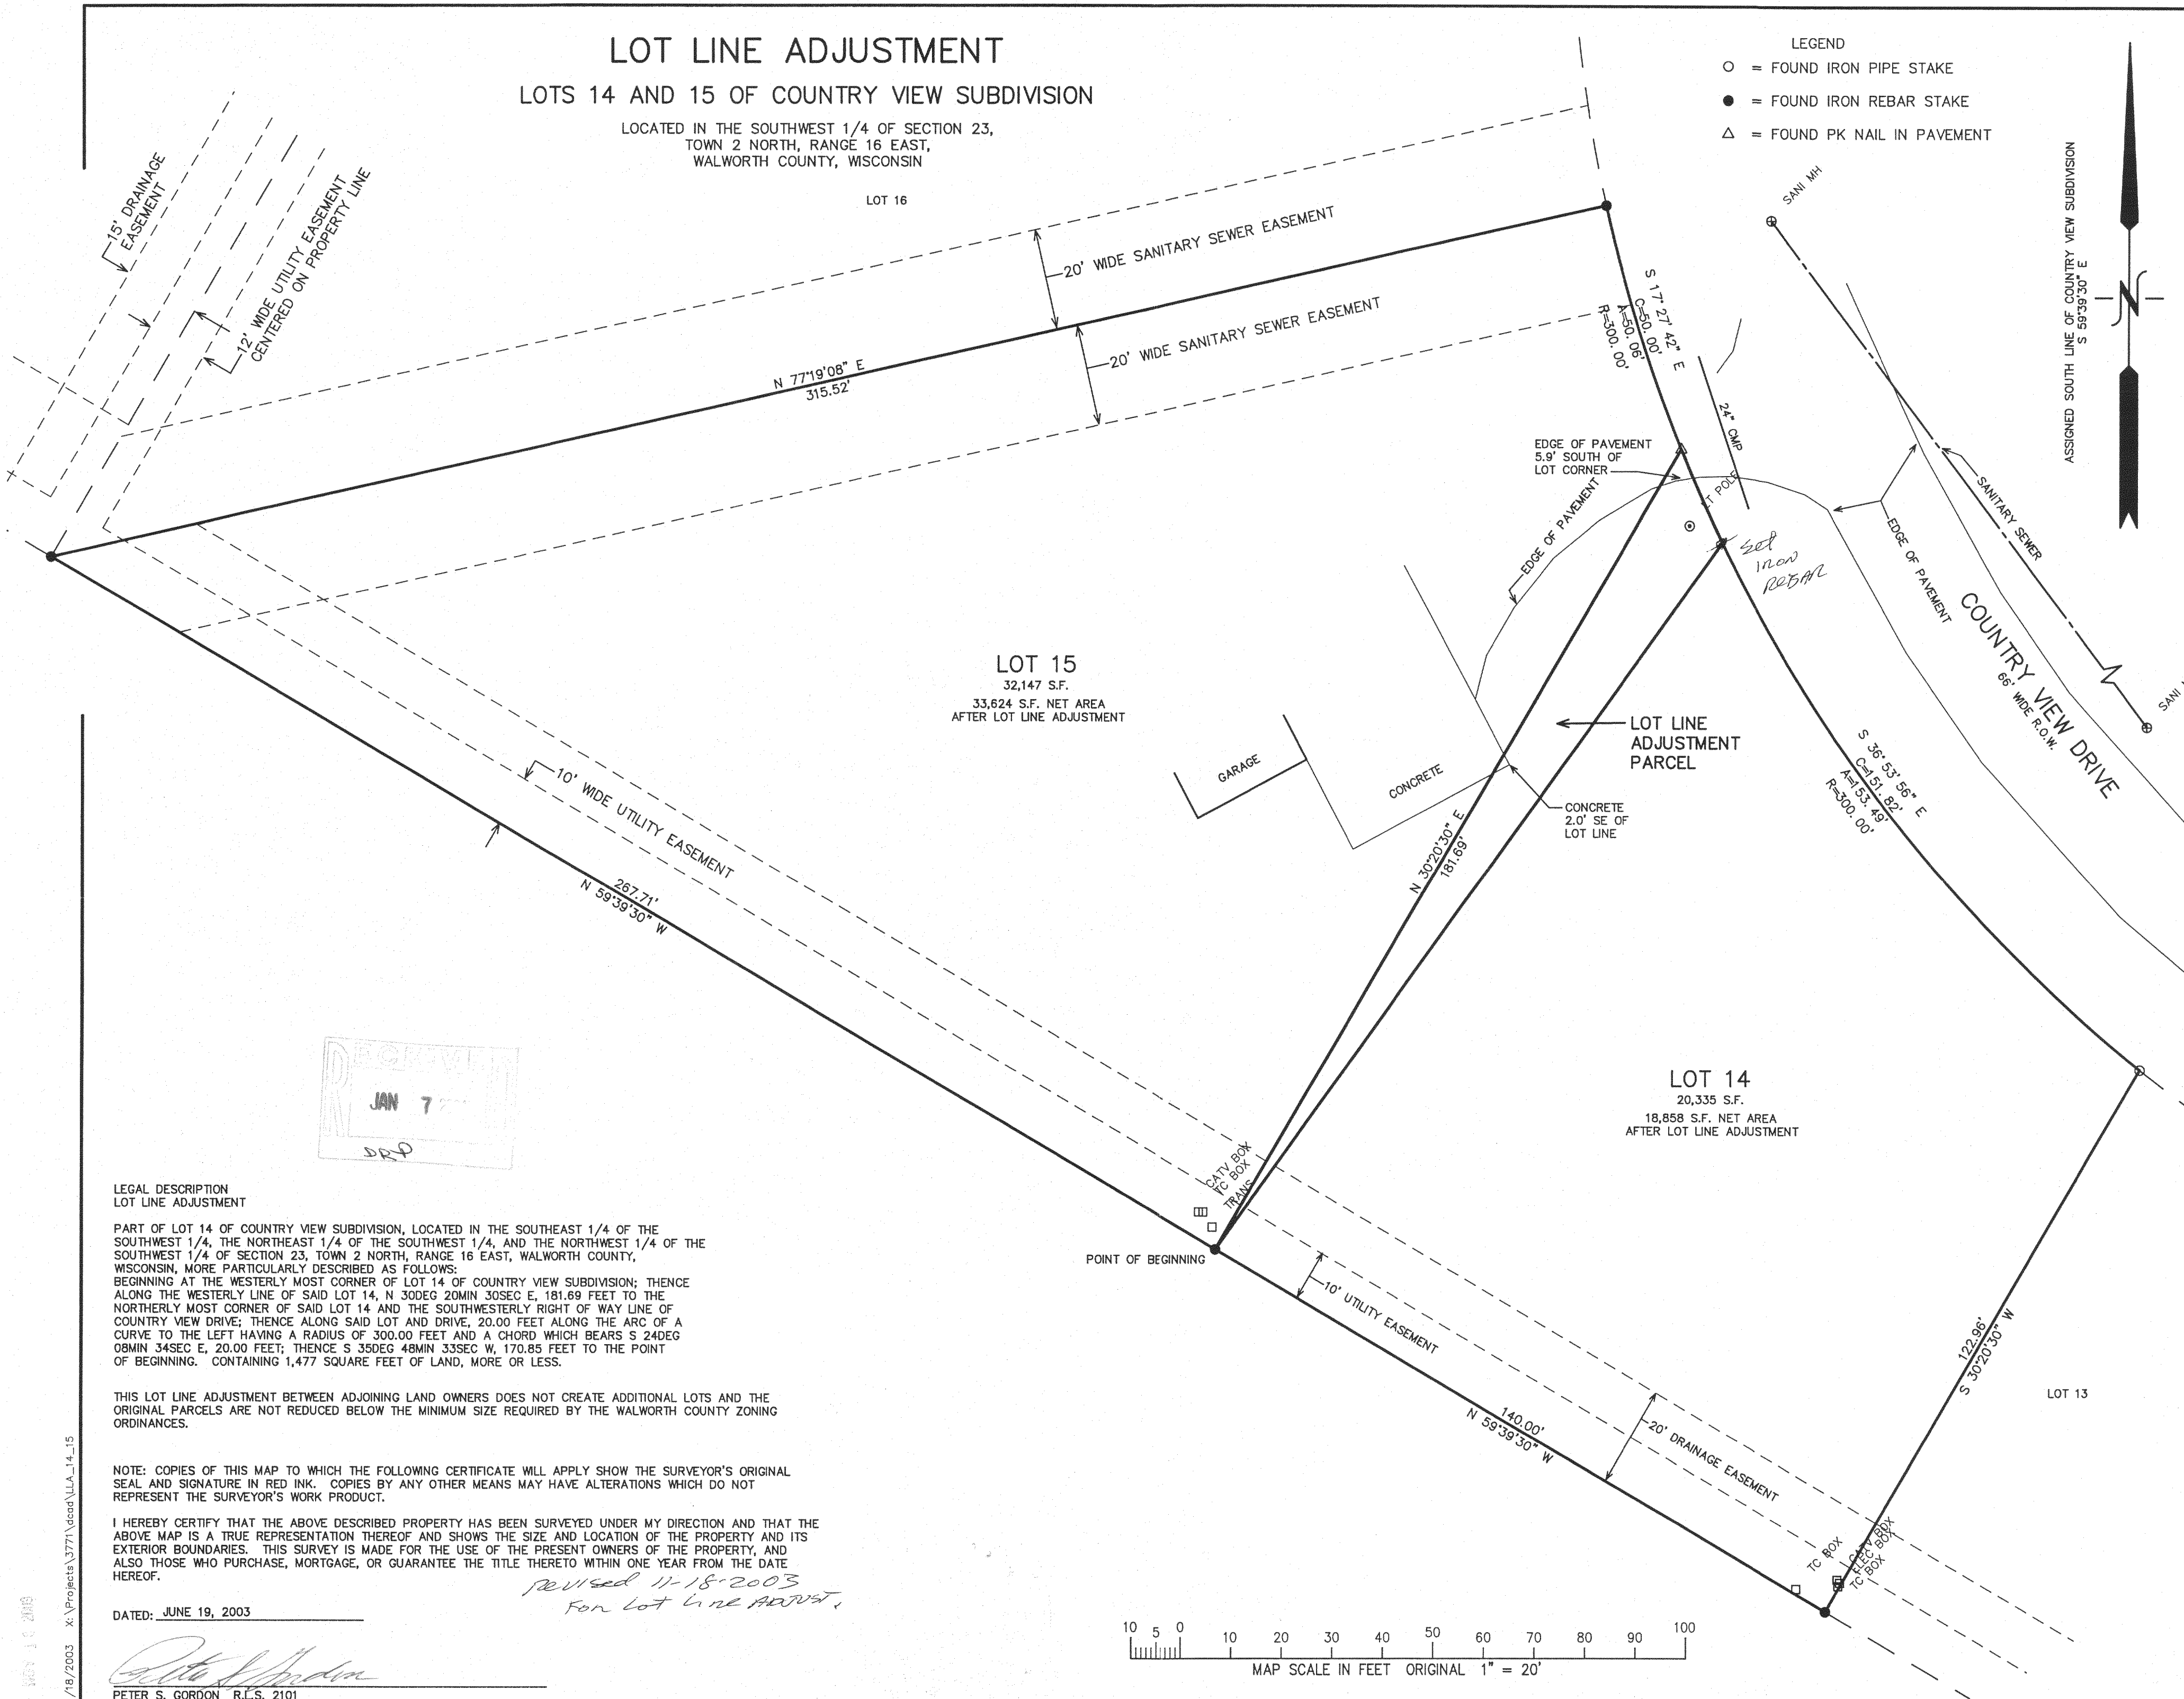 LOT LINE ADJUSTMENT
LOTS 14 AND 15 OF COUNTRY VIEW SUBDIVISION
LOCATED IN THE SOUTHWEST 1/4 OF SECTION 23,
TOWN 2 NORTH, RANGE 16 EAST,
WALWORTH COUNTY, WISCONSIN
LEGEND
= FOUND IRON PIPE STAKE
= FOUND IRON REBAR STAKE
= FOUND PK NAIL IN PAVEMENT
ASSIGNED SOUTH LINE OF COUNTRY VIEW SUBDIVISION
S 59°39'30" E
N
15' DRAINAGE
EASEMENT
12' WIDE UTILITY EASEMENT
CENTERED ON PROPERTY LINE
LOT 16
20' WIDE SANITARY SEWER EASEMENT
20' WIDE SANITARY SEWER EASEMENT
N 77°19'08" E
315.52'
S 17°27'42" E
C=50.00'
A=50.06'
R=300.00'
SANI MH
24" CMP
EDGE OF PAVEMENT
5.9' SOUTH OF
LOT CORNER
LT POLE
EDGE OF PAVEMENT
Set
Iron
REBAR
SANITARY SEWER
EDGE OF PAVEMENT
COUNTRY VIEW DRIVE
66' WIDE R.O.W.
SANI
LOT 15
32,147 S.F.
33,624 S.F. NET AREA
AFTER LOT LINE ADJUSTMENT
LOT LINE
ADJUSTMENT
PARCEL
GARAGE
CONCRETE
CONCRETE
2.0' SE OF
LOT LINE
S 36°53'56" E
C=151.82'
A=153.49'
R=300.00'
N 30°20'30" E
181.69'
10' WIDE UTILITY EASEMENT
267.71'
N 59°39'30" W
JAN 7
DRP
LOT 14
20,335 S.F.
18,858 S.F. NET AREA
AFTER LOT LINE ADJUSTMENT
CATV BOX
TC BOX
TRANS
POINT OF BEGINNING
10' UTILITY EASEMENT
122.96'
S 30°20'30" W
LOT 13
140.00'
N 59°39'30" W
20' DRAINAGE EASEMENT
TC BOX
CATV BOX
ELEC BOX
TC BOX
LEGAL DESCRIPTION
LOT LINE ADJUSTMENT
PART OF LOT 14 OF COUNTRY VIEW SUBDIVISION, LOCATED IN THE SOUTHEAST 1/4 OF THE
SOUTHWEST 1/4, THE NORTHEAST 1/4 OF THE SOUTHWEST 1/4, AND THE NORTHWEST 1/4 OF THE
SOUTHWEST 1/4 OF SECTION 23, TOWN 2 NORTH, RANGE 16 EAST, WALWORTH COUNTY,
WISCONSIN, MORE PARTICULARLY DESCRIBED AS FOLLOWS:
BEGINNING AT THE WESTERLY MOST CORNER OF LOT 14 OF COUNTRY VIEW SUBDIVISION; THENCE
ALONG THE WESTERLY LINE OF SAID LOT 14, N 30DEG 20MIN 30SEC E, 181.69 FEET TO THE
NORTHERLY MOST CORNER OF SAID LOT 14 AND THE SOUTHWESTERLY RIGHT OF WAY LINE OF
COUNTRY VIEW DRIVE; THENCE ALONG SAID LOT AND DRIVE, 20.00 FEET ALONG THE ARC OF A
CURVE TO THE LEFT HAVING A RADIUS OF 300.00 FEET AND A CHORD WHICH BEARS S 24DEG
08MIN 34SEC E, 20.00 FEET; THENCE S 35DEG 48MIN 33SEC W, 170.85 FEET TO THE POINT
OF BEGINNING. CONTAINING 1,477 SQUARE FEET OF LAND, MORE OR LESS.
THIS LOT LINE ADJUSTMENT BETWEEN ADJOINING LAND OWNERS DOES NOT CREATE ADDITIONAL LOTS AND THE
ORIGINAL PARCELS ARE NOT REDUCED BELOW THE MINIMUM SIZE REQUIRED BY THE WALWORTH COUNTY ZONING
ORDINANCES.
NOTE: COPIES OF THIS MAP TO WHICH THE FOLLOWING CERTIFICATE WILL APPLY SHOW THE SURVEYOR'S ORIGINAL
SEAL AND SIGNATURE IN RED INK. COPIES BY ANY OTHER MEANS MAY HAVE ALTERATIONS WHICH DO NOT
REPRESENT THE SURVEYOR'S WORK PRODUCT.
I HEREBY CERTIFY THAT THE ABOVE DESCRIBED PROPERTY HAS BEEN SURVEYED UNDER MY DIRECTION AND THAT THE
ABOVE MAP IS A TRUE REPRESENTATION THEREOF AND SHOWS THE SIZE AND LOCATION OF THE PROPERTY AND ITS
EXTERIOR BOUNDARIES. THIS SURVEY IS MADE FOR THE USE OF THE PRESENT OWNERS OF THE PROPERTY, AND
ALSO THOSE WHO PURCHASE, MORTGAGE, OR GUARANTEE THE TITLE THERETO WITHIN ONE YEAR FROM THE DATE
HEREOF.
revised 11-18-2003
For Lot Line ADJUST.
DATED: JUNE 19, 2003
Peter S. Gordon
PETER S. GORDON R.L.S. 2101
/18/2003 X:\Projects\3771\dcad\LLA_14_15
10 5 0 10 20 30 40 50 60 70 80 90 100
MAP SCALE IN FEET ORIGINAL 1" = 20'